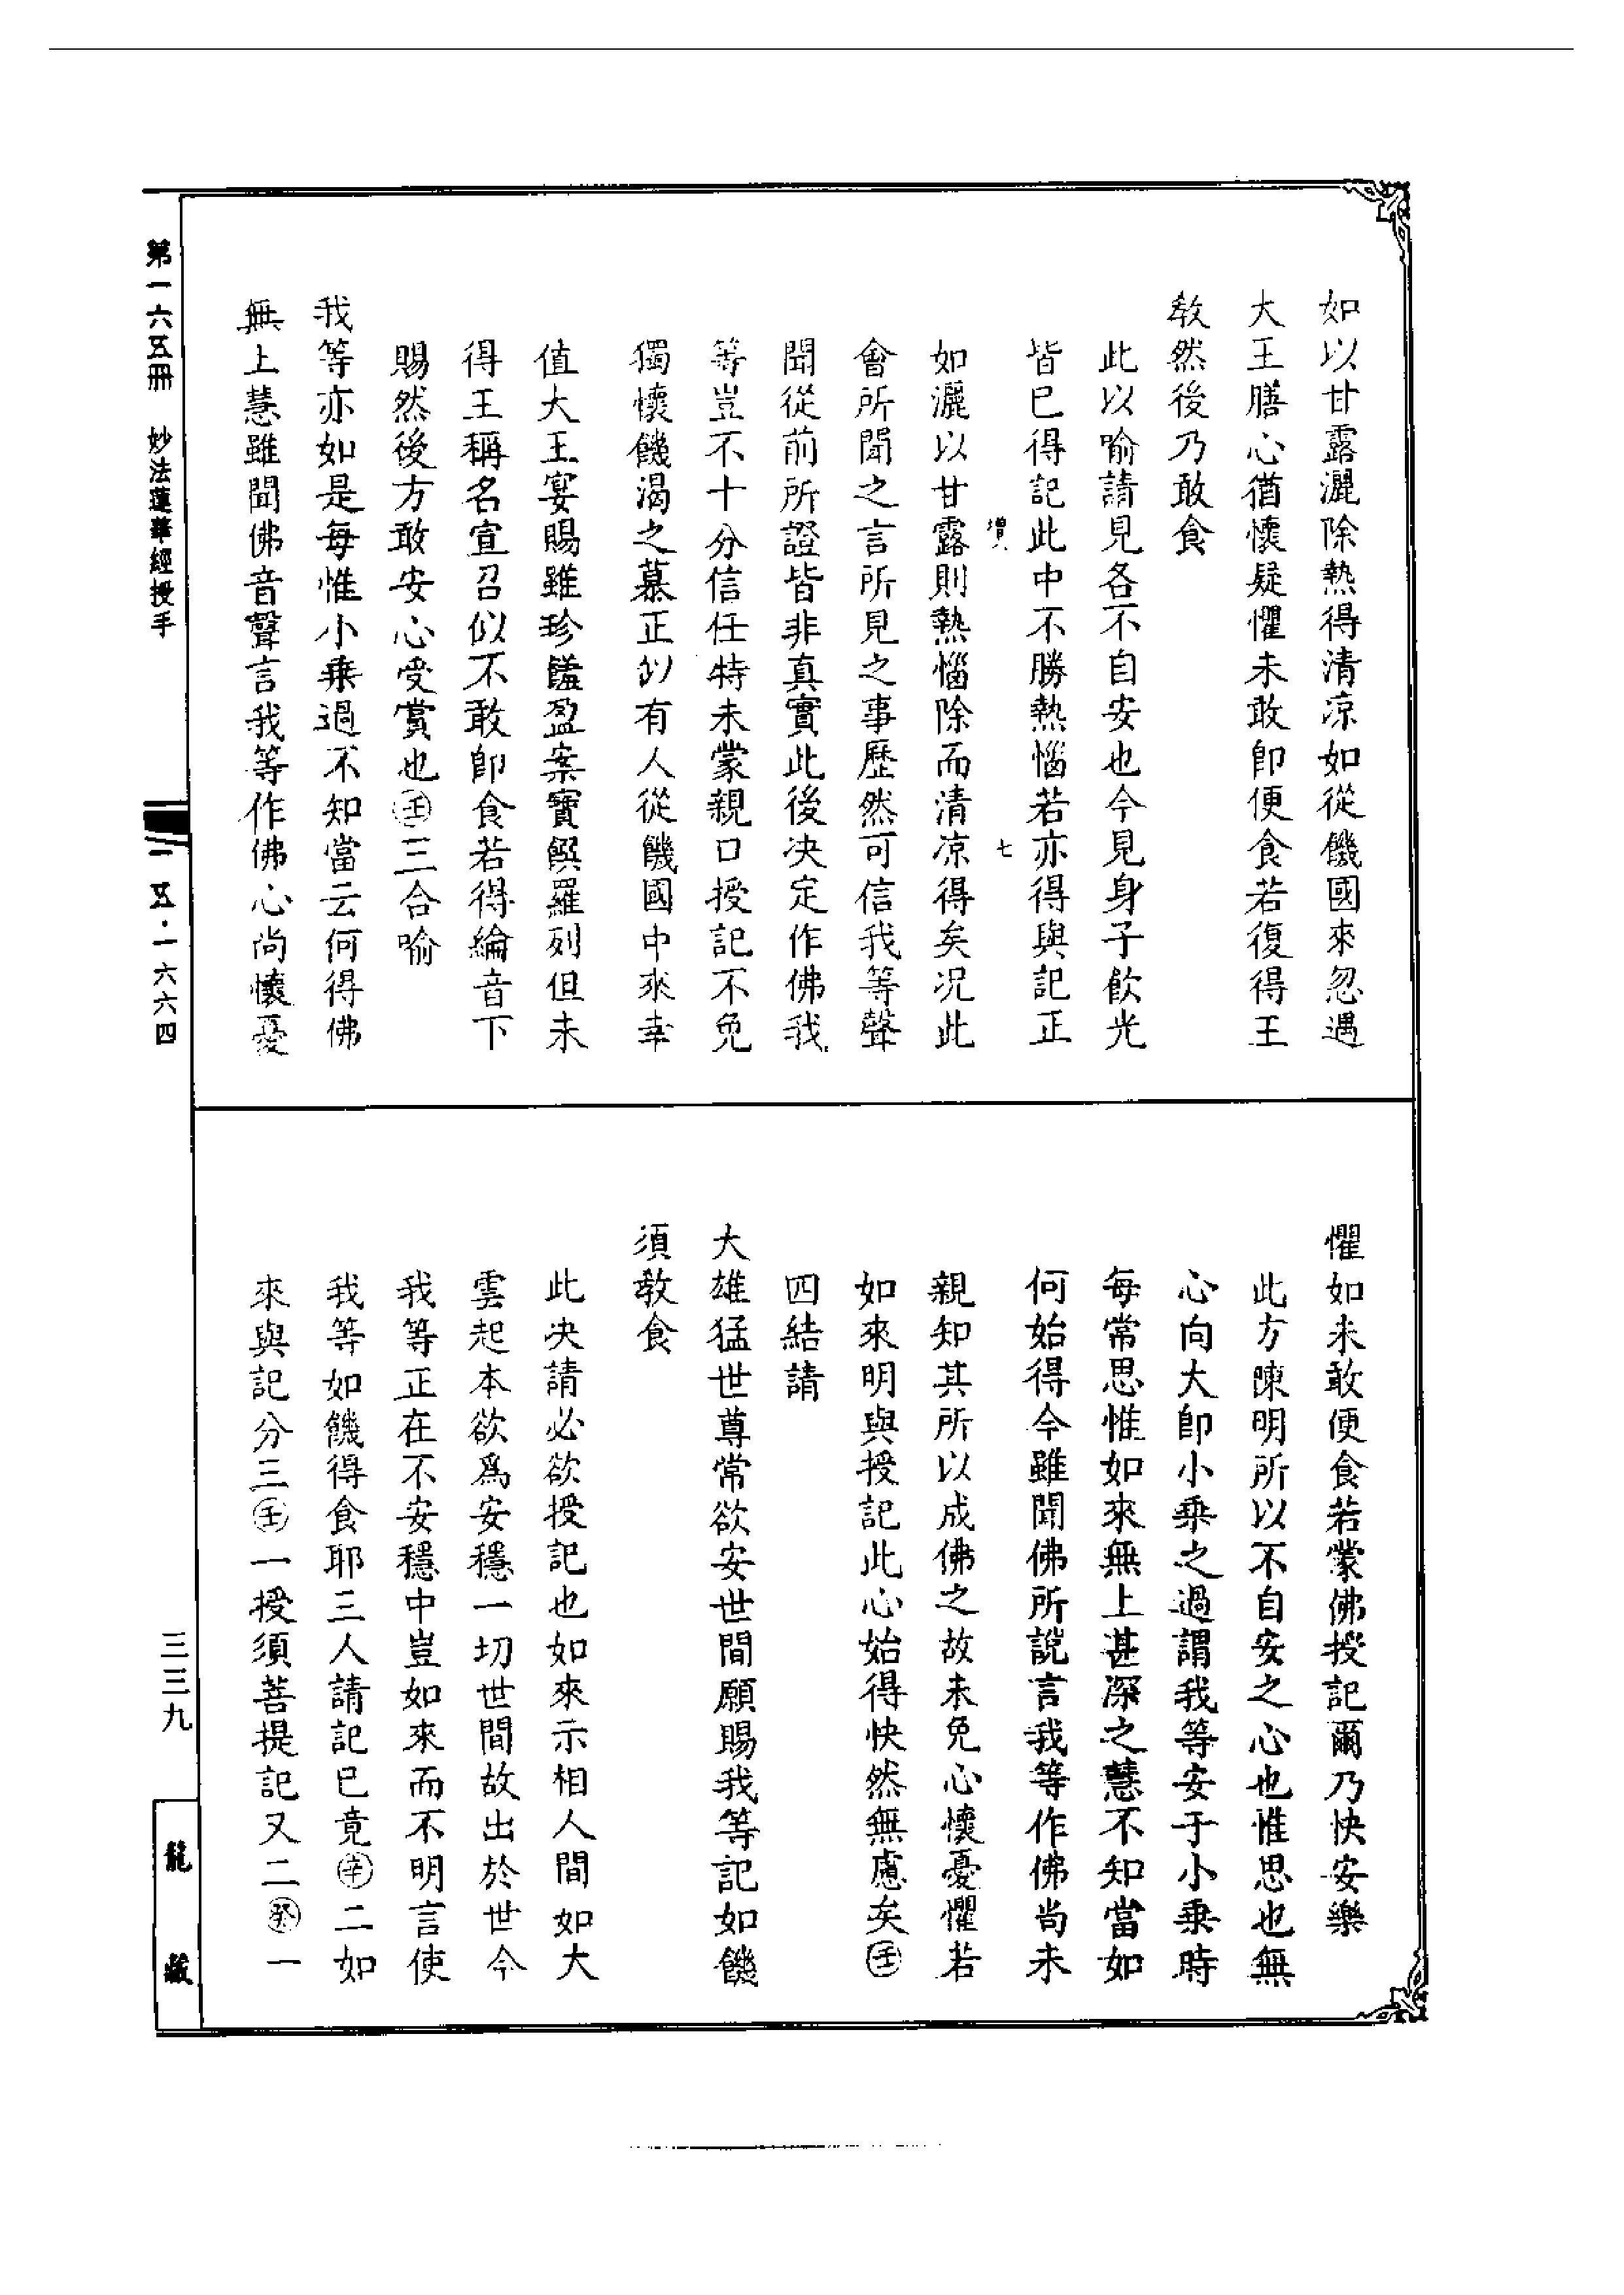 如以甘露灑除熱得清凉如從饑國來忽遇
大王膳心猶懷疑懼未敢卽便食若復得王
敎然後乃敢食
此以喻請見各不自安也今見身子飮光
皆已得記此中不勝熱惱若亦得與記正
七
如灑以甘露則熱惱除而清凉得矣况此
會所聞之言所見之事歷然可信我等聲
聞從前所證皆非真實此後决定作佛我
等豈不十分信任特未蒙親口授記不免
獨懷饑渴之慕正似有人從饑國中來幸
值大王宴賜雖珍饈盈案寶饌羅列但未
得王稱名宣召似不敢卽食若得綸音下
賜然後方敢安心受賞也㊂三合喻
我等亦如是每惟小乘過不知當云何得佛
無上慧雖聞佛音聲言我等作佛心尚懷憂
懼如未敢便食若蒙佛授記爾乃快安樂
此方陳明所以不自安之心也惟思也無
心向大卽小乘之過謂我等安于小乘時
每常思惟如來無上甚深之慧不知當如
何始得今雖聞佛所說言我等作佛尚未
親知其所以成佛之故未免心懷憂懼若
如來明與授記此心始得快然無慮矣壬
四結請
大雄猛世尊常欲安世間願賜我等記如饑
須敎食
此决請必欲授記也如來示相人間如大
雲起本欲爲安穩一切世間故出於世今
我等正在不安穩中豈如來而不明言使
我等如饑得食耶三人請記已竟辛二如
來與記分三壬一授須菩提記又二癸一
第一六五冊　妙法蓮華經授手
一五·一六六四
三三九
龍藏